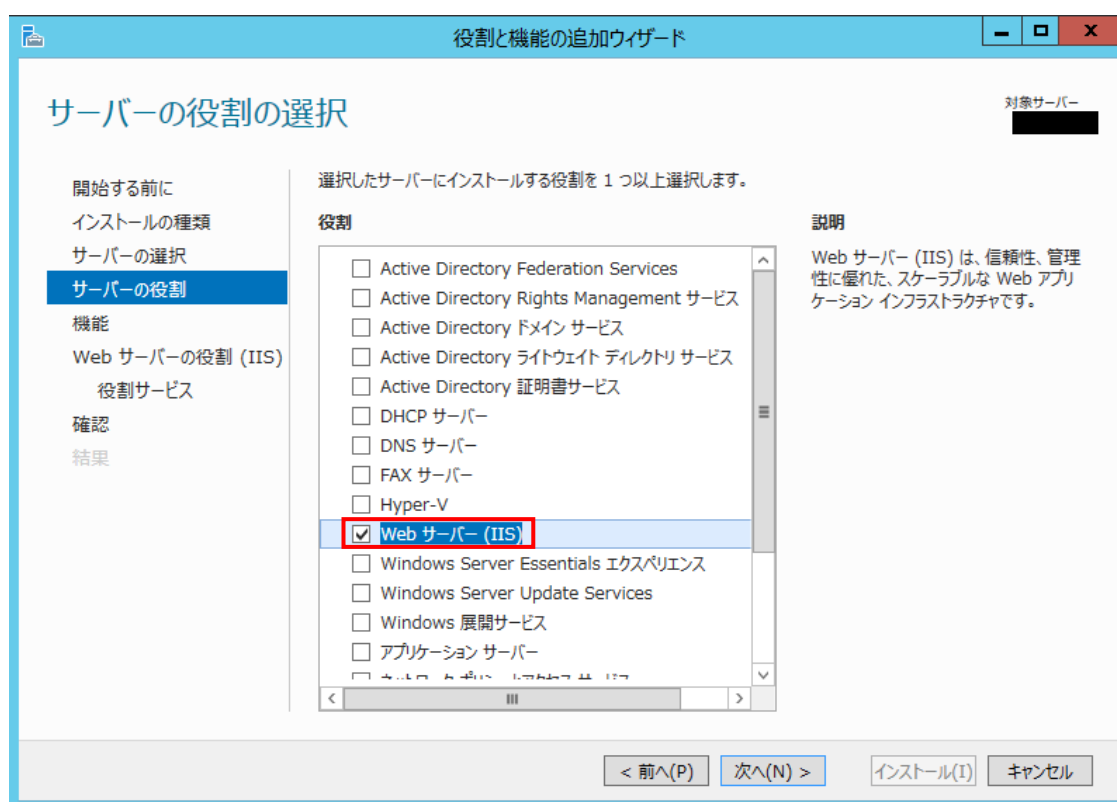 役割と機能の追加ウィザード
サーバーの役割の選択
対象サーバー
開始する前に
インストールの種類
サーバーの選択
サーバーの役割
機能
Web サーバーの役割 (IIS)
役割サービス
確認
結果
選択したサーバーにインストールする役割を 1 つ以上選択します。
役割
Active Directory Federation Services
Active Directory Rights Management サービス
Active Directory ドメイン サービス
Active Directory ライトウェイト ディレクトリ サービス
Active Directory 証明書サービス
DHCP サーバー
DNS サーバー
FAX サーバー
Hyper-V
Web サーバー (IIS)
Windows Server Essentials エクスペリエンス
Windows Server Update Services
Windows 展開サービス
アプリケーション サーバー
説明
Web サーバー (IIS) は、信頼性、管理
性に優れた、スケーラブルな Web アプリ
ケーション インフラストラクチャです。
< 前へ(P)
次へ(N) >
インストール(I)
キャンセル